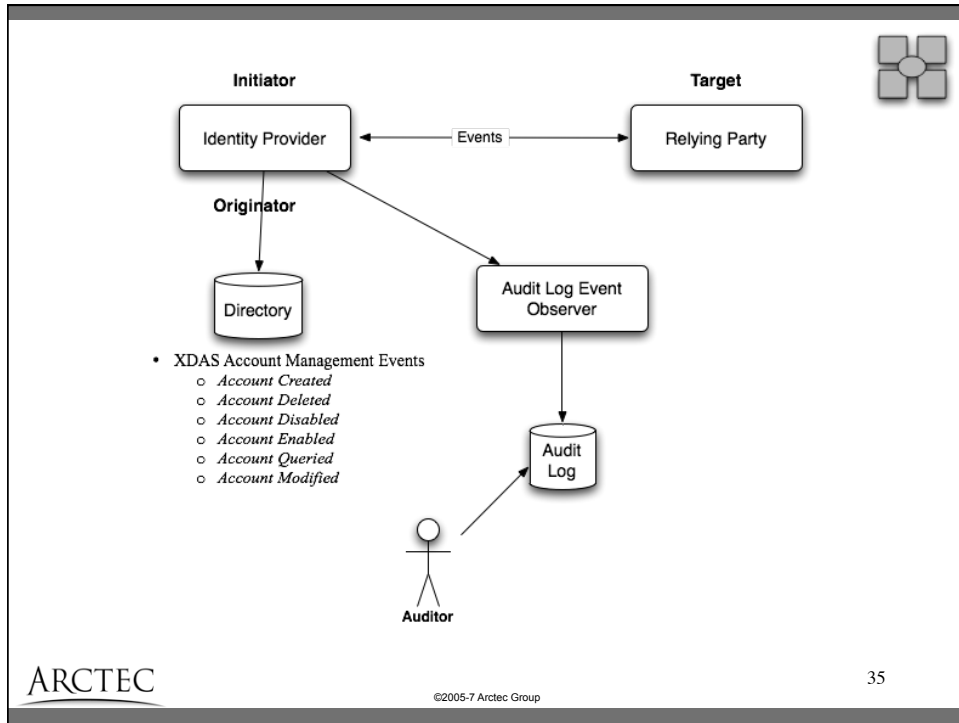 Initiator
Target
Identity Provider
Events
Relying Party
Originator
Directory
Audit Log Event
Observer
• XDAS Account Management Events
o Account Created
o Account Deleted
o Account Disabled
o Account Enabled
o Account Queried
o Account Modified
Audit
Log
Auditor
ARCTEC
©2005-7 Arctec Group
35